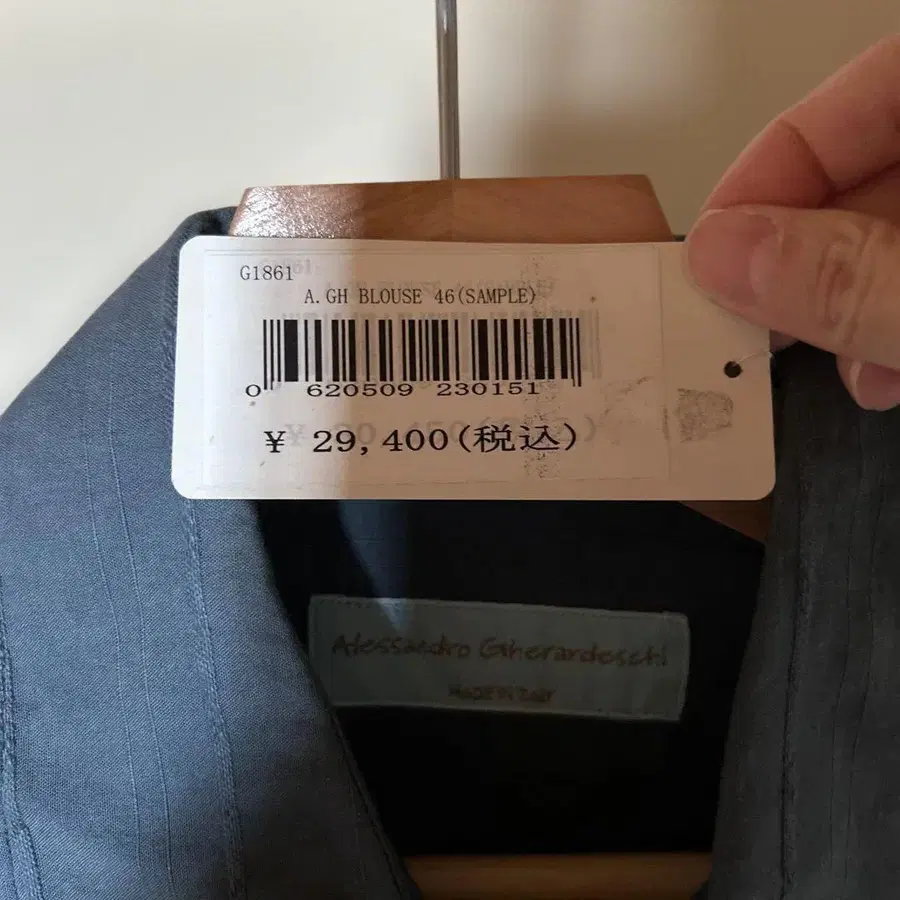 G1861
A.GH BLOUSE 46(SAMPLE)
0 620509 230151
¥ 29,400(税込)
Alessandro Gherardeschi
MADE IN ITALY